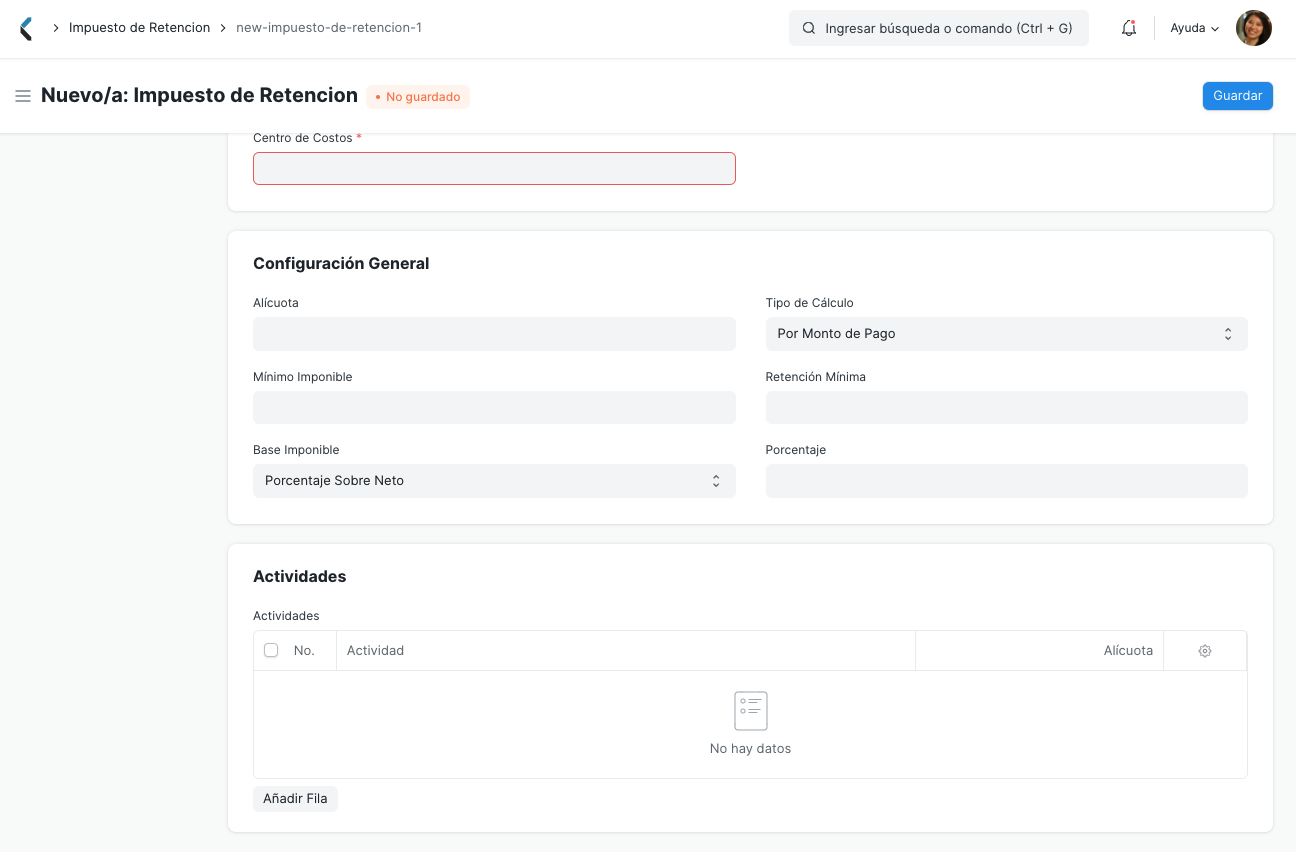 Impuesto de Retencion
new-impuesto-de-retencion-1
Ingresar búsqueda o comando (Ctrl + G)
Ayuda
Nuevo/a: Impuesto de Retencion
No guardado
Guardar
Centro de Costos *
Configuración General
Alícuota
Tipo de Cálculo
Por Monto de Pago
Mínimo Imponible
Retención Mínima
Base Imponible
Porcentaje
Porcentaje Sobre Neto
Actividades
Actividades
No.
Actividad
Alícuota
No hay datos
Añadir Fila